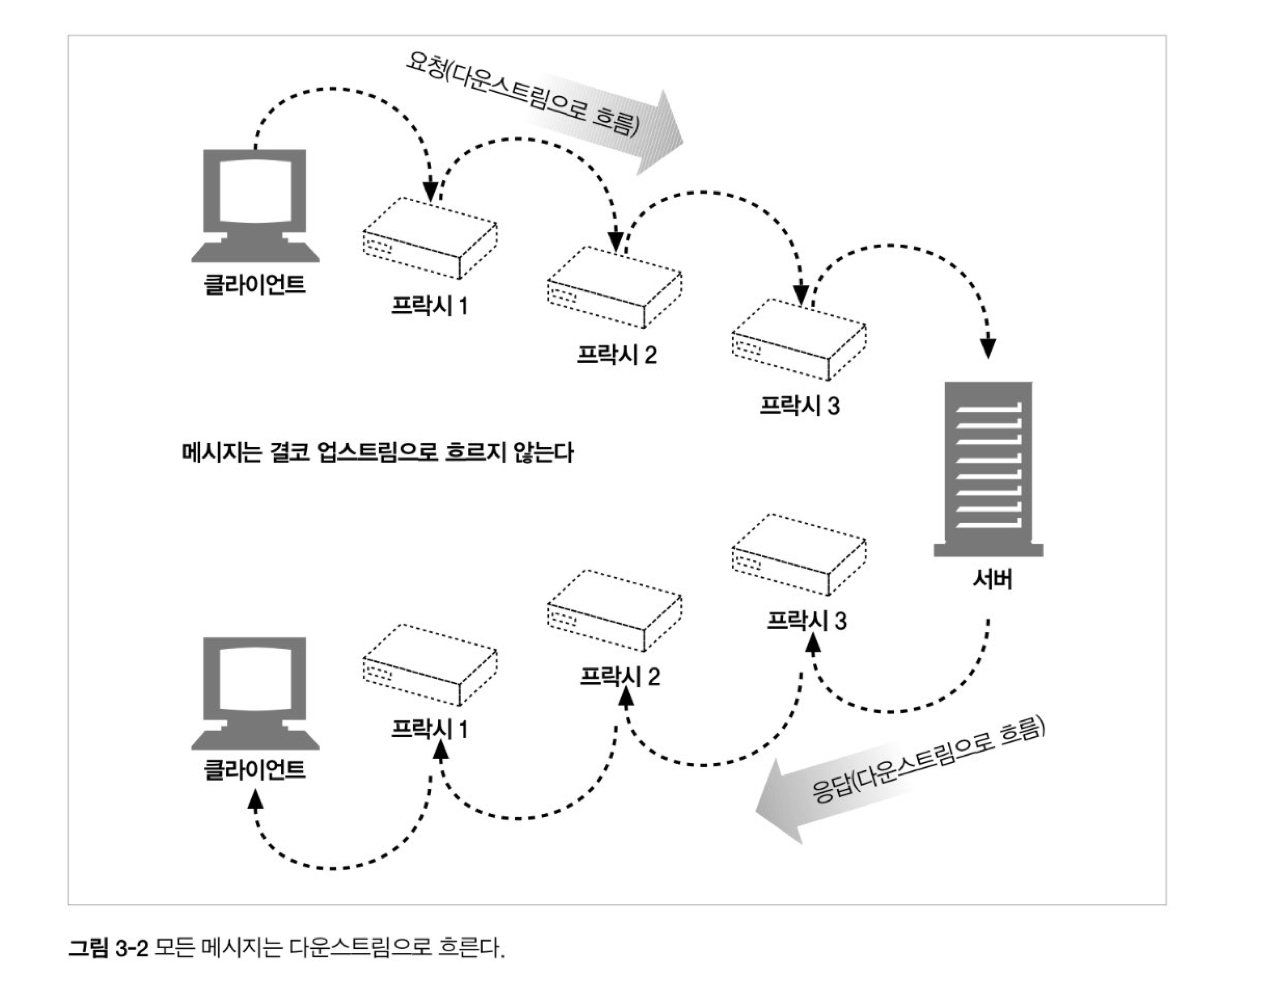 요청(다운스트림으로 흐름)
클라이언트
프락시 1
프락시 2
프락시 3
메시지는 결코 업스트림으로 흐르지 않는다
서버
프락시 3
프락시 2
프락시 1
클라이언트
응답(다운스트림으로 흐름)
그림 3-2 모든 메시지는 다운스트림으로 흐른다.